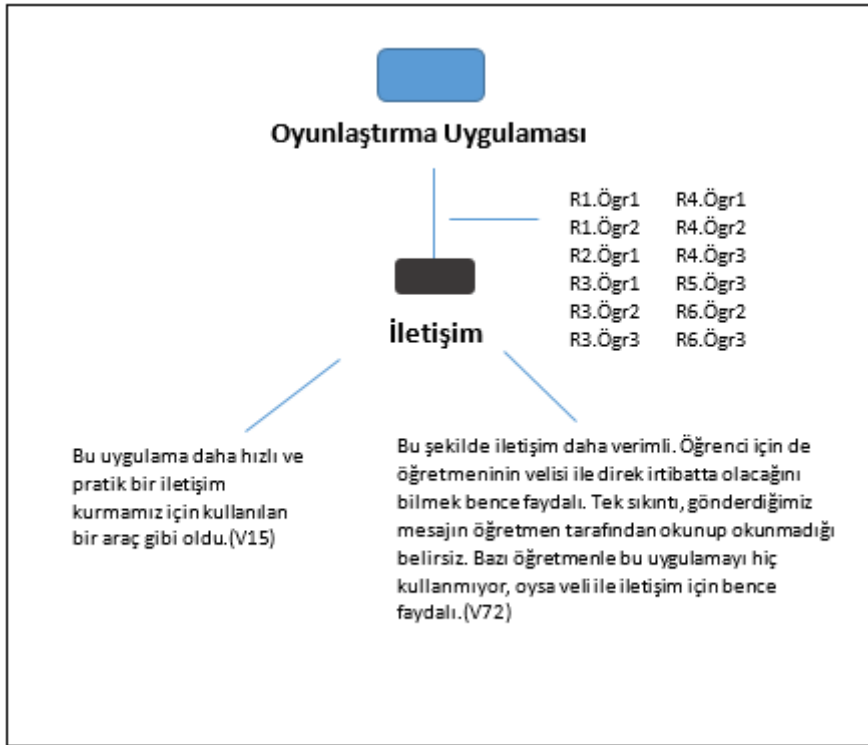 Oyunlaştırma Uygulaması
R1.Ögr1 R4.Ögr1
R1.Ögr2 R4.Ögr2
R2.Ögr1 R4.Ögr3
R3.Ögr1 R5.Ögr3
R3.Ögr2 R6.Ögr2
R3.Ögr3 R6.Ögr3
İletişim
Bu uygulama daha hızlı ve
pratik bir iletişim
kurmamız için kullanılan
bir araç gibi oldu.(V15)
Bu şekilde iletişim daha verimli. Öğrenci için de
öğretmeninin velisi ile direk irtibatta olacağını
bilmek bence faydalı. Tek sıkıntı, gönderdiğimiz
mesajın öğretmen tarafından okunup okunmadığı
belirsiz. Bazı öğretmenle bu uygulamayı hiç
kullanmıyor, oysa veli ile iletişim için bence
faydalı.(V72)